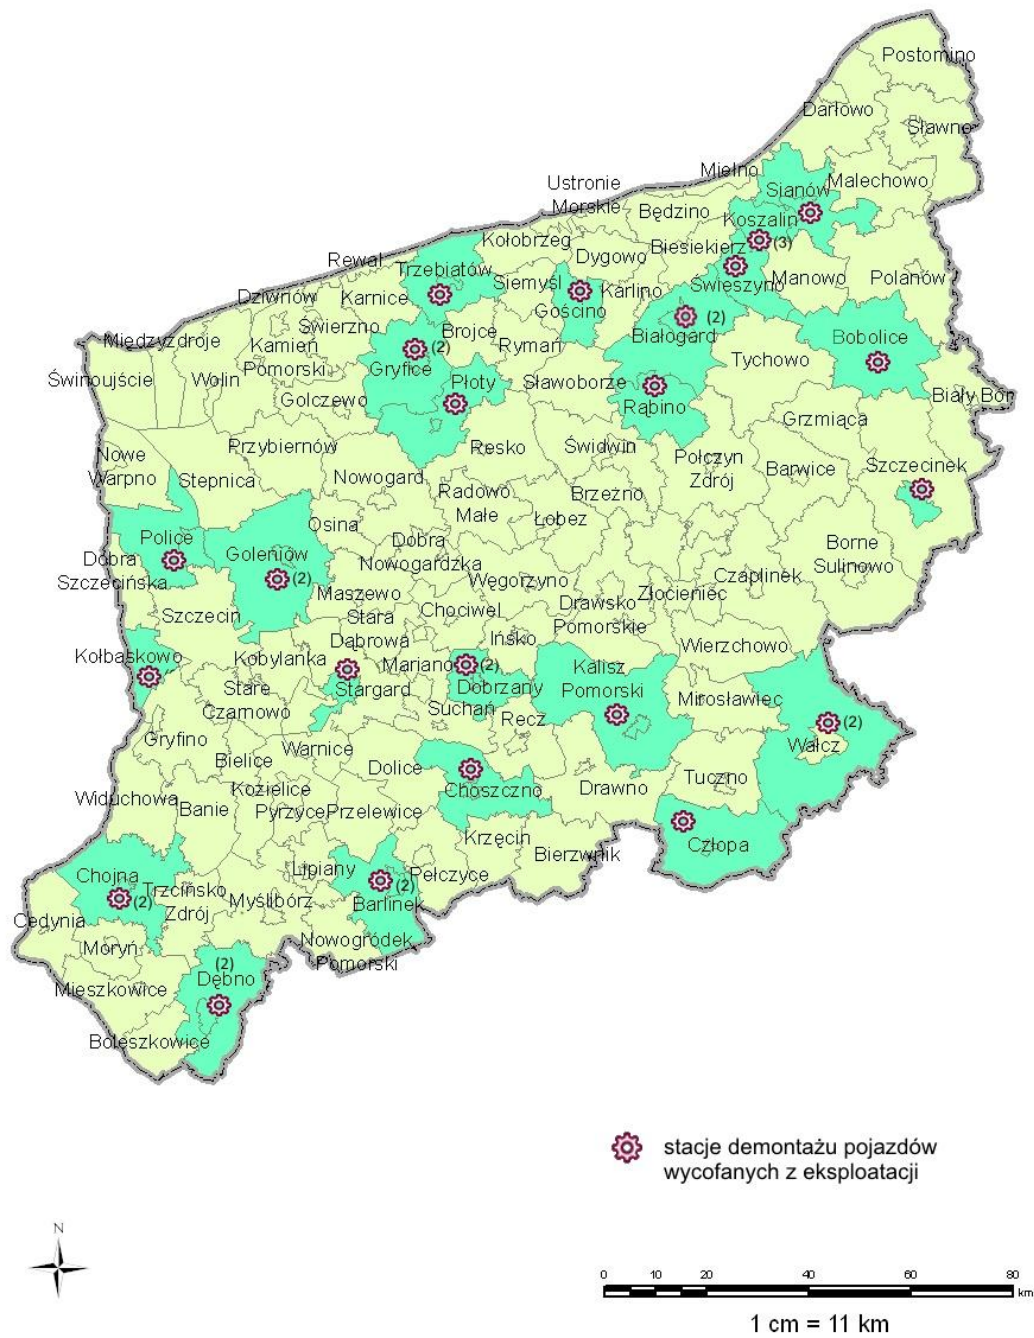 Postomino
Darłowo
Sławno
Mielno
Sianów
Malechowo
Ustronie
Morskie
Będzino
Koszalin
(3)
Kołobrzeg
Dygowo
Biesiekierz
Rewal
Trzebiatów
Siemyśl
Karlino
Świeszyno
Manowo
Polanów
Dziwnów
Karnice
Gościno
Świerzno
Brojce
Rymań
Białogard
(2)
Międzyzdroje
Kamień
Pomorski
Gryfice
(2)
Tychowo
Bobolice
Świnoujście
Wolin
Golczewo
Płoty
Sławoborze
Rąbino
Biały Bór
Grzmiąca
Przybiernów
Resko
Świdwin
Połczyn
Zdrój
Barwice
Szczecinek
Nowe
Warpno
Stepnica
Nowogard
Radowo
Małe
Brzeżno
Łobez
Osina
Police
Goleniów
(2)
Dobra
Nowogardzka
Borne
Sulinowo
Dobra
Szczecińska
Maszewo
Węgorzyno
Czaplinek
Złocieniec
Szczecin
Stara
Dąbrowa
Chociwel
Drawsko
Pomorskie
Ińsko
Wierzchowo
Kołbaskowo
Kobylanka
Marianowo
(2)
Dobrzany
Kalisz
Pomorski
Stargard
Stare
Czarnowo
Suchań
Recz
Mirosławiec
(2)
Wałcz
Gryfino
Bielice
Warnice
Dolice
Choszczno
Drawno
Tuczno
Widuchowa
Banie
Kozielice
Pyrzyce
Przelewice
Krzęcin
Bierzwnik
Człopa
Chojna
(2)
Trzcińsko
Zdrój
Lipiany
Myślibórz
(2)
Barlinek
Pełczyce
Cedynia
Moryń
Nowogródek
Pomorski
(2)
Dębno
Mieszkowice
Boleszkowice
stacje demontażu pojazdów
wycofanych z eksploatacji
N
0 10 20 40 60 80
km
1 cm = 11 km